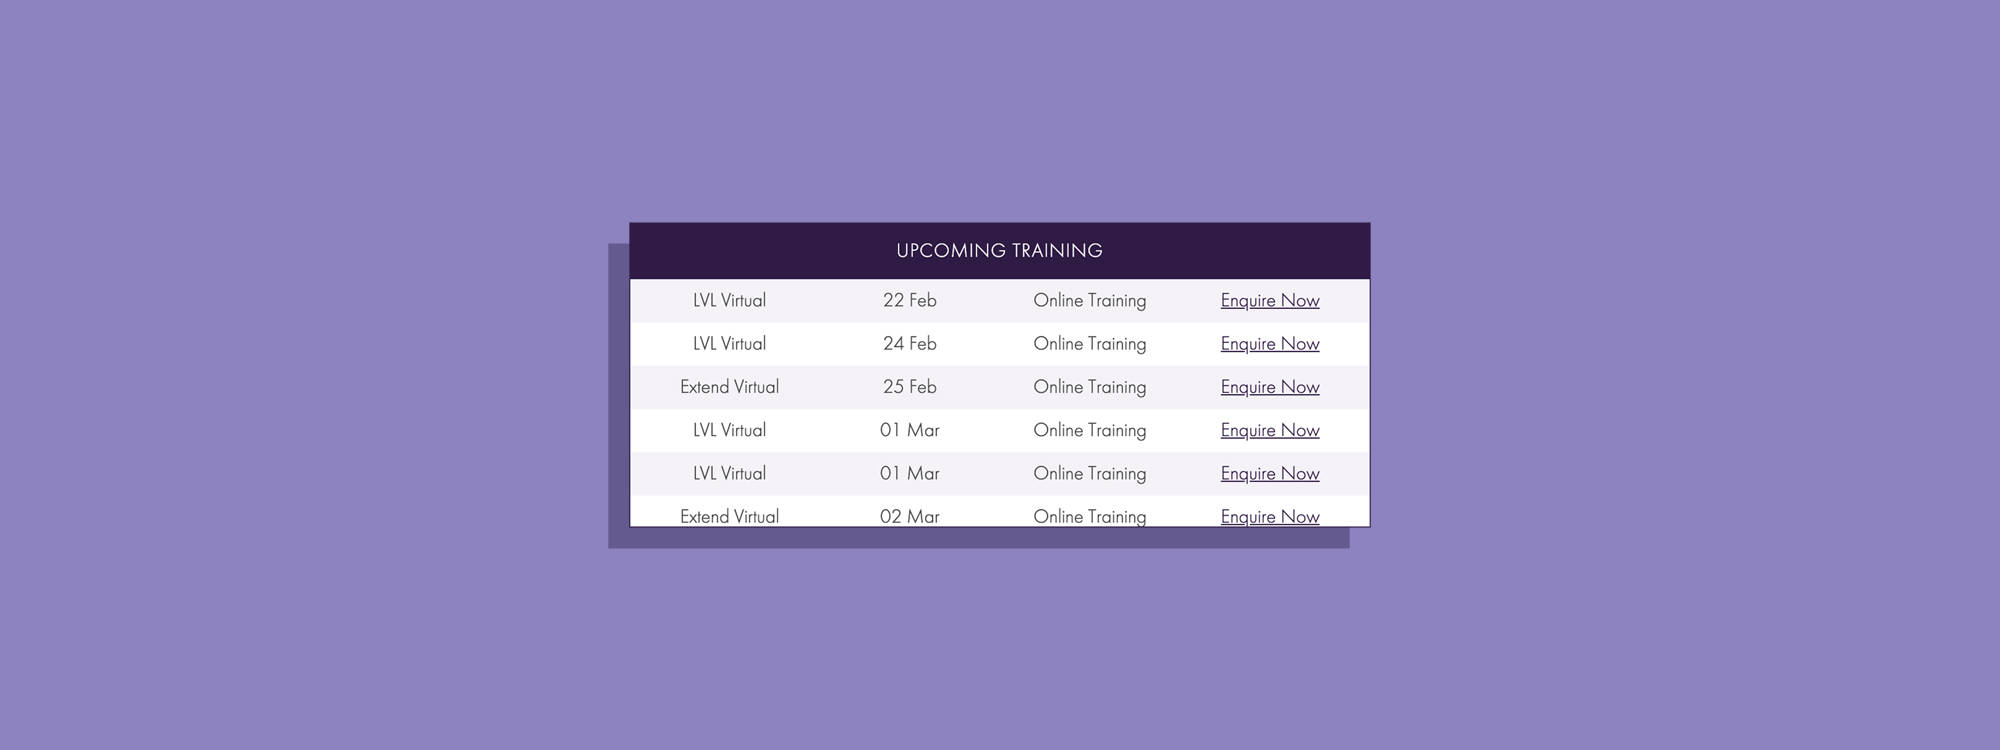 UPCOMING TRAINING
LVL Virtual 22 Feb Online Training Enquire Now
LVL Virtual 24 Feb Online Training Enquire Now
Extend Virtual 25 Feb Online Training Enquire Now
LVL Virtual 01 Mar Online Training Enquire Now
LVL Virtual 01 Mar Online Training Enquire Now
Extend Virtual 02 Mar Online Training Enquire Now